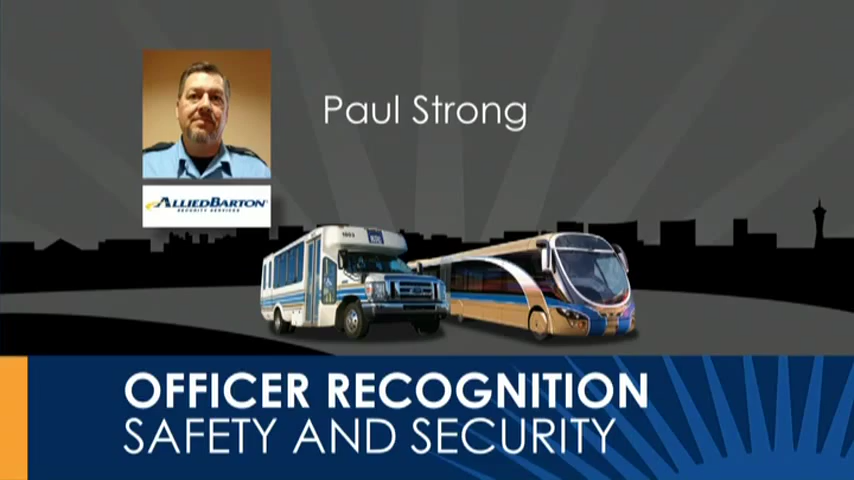 Paul Strong
ALLIEDBARTON
SECURITY SERVICES
OFFICER RECOGNITION
SAFETY AND SECURITY